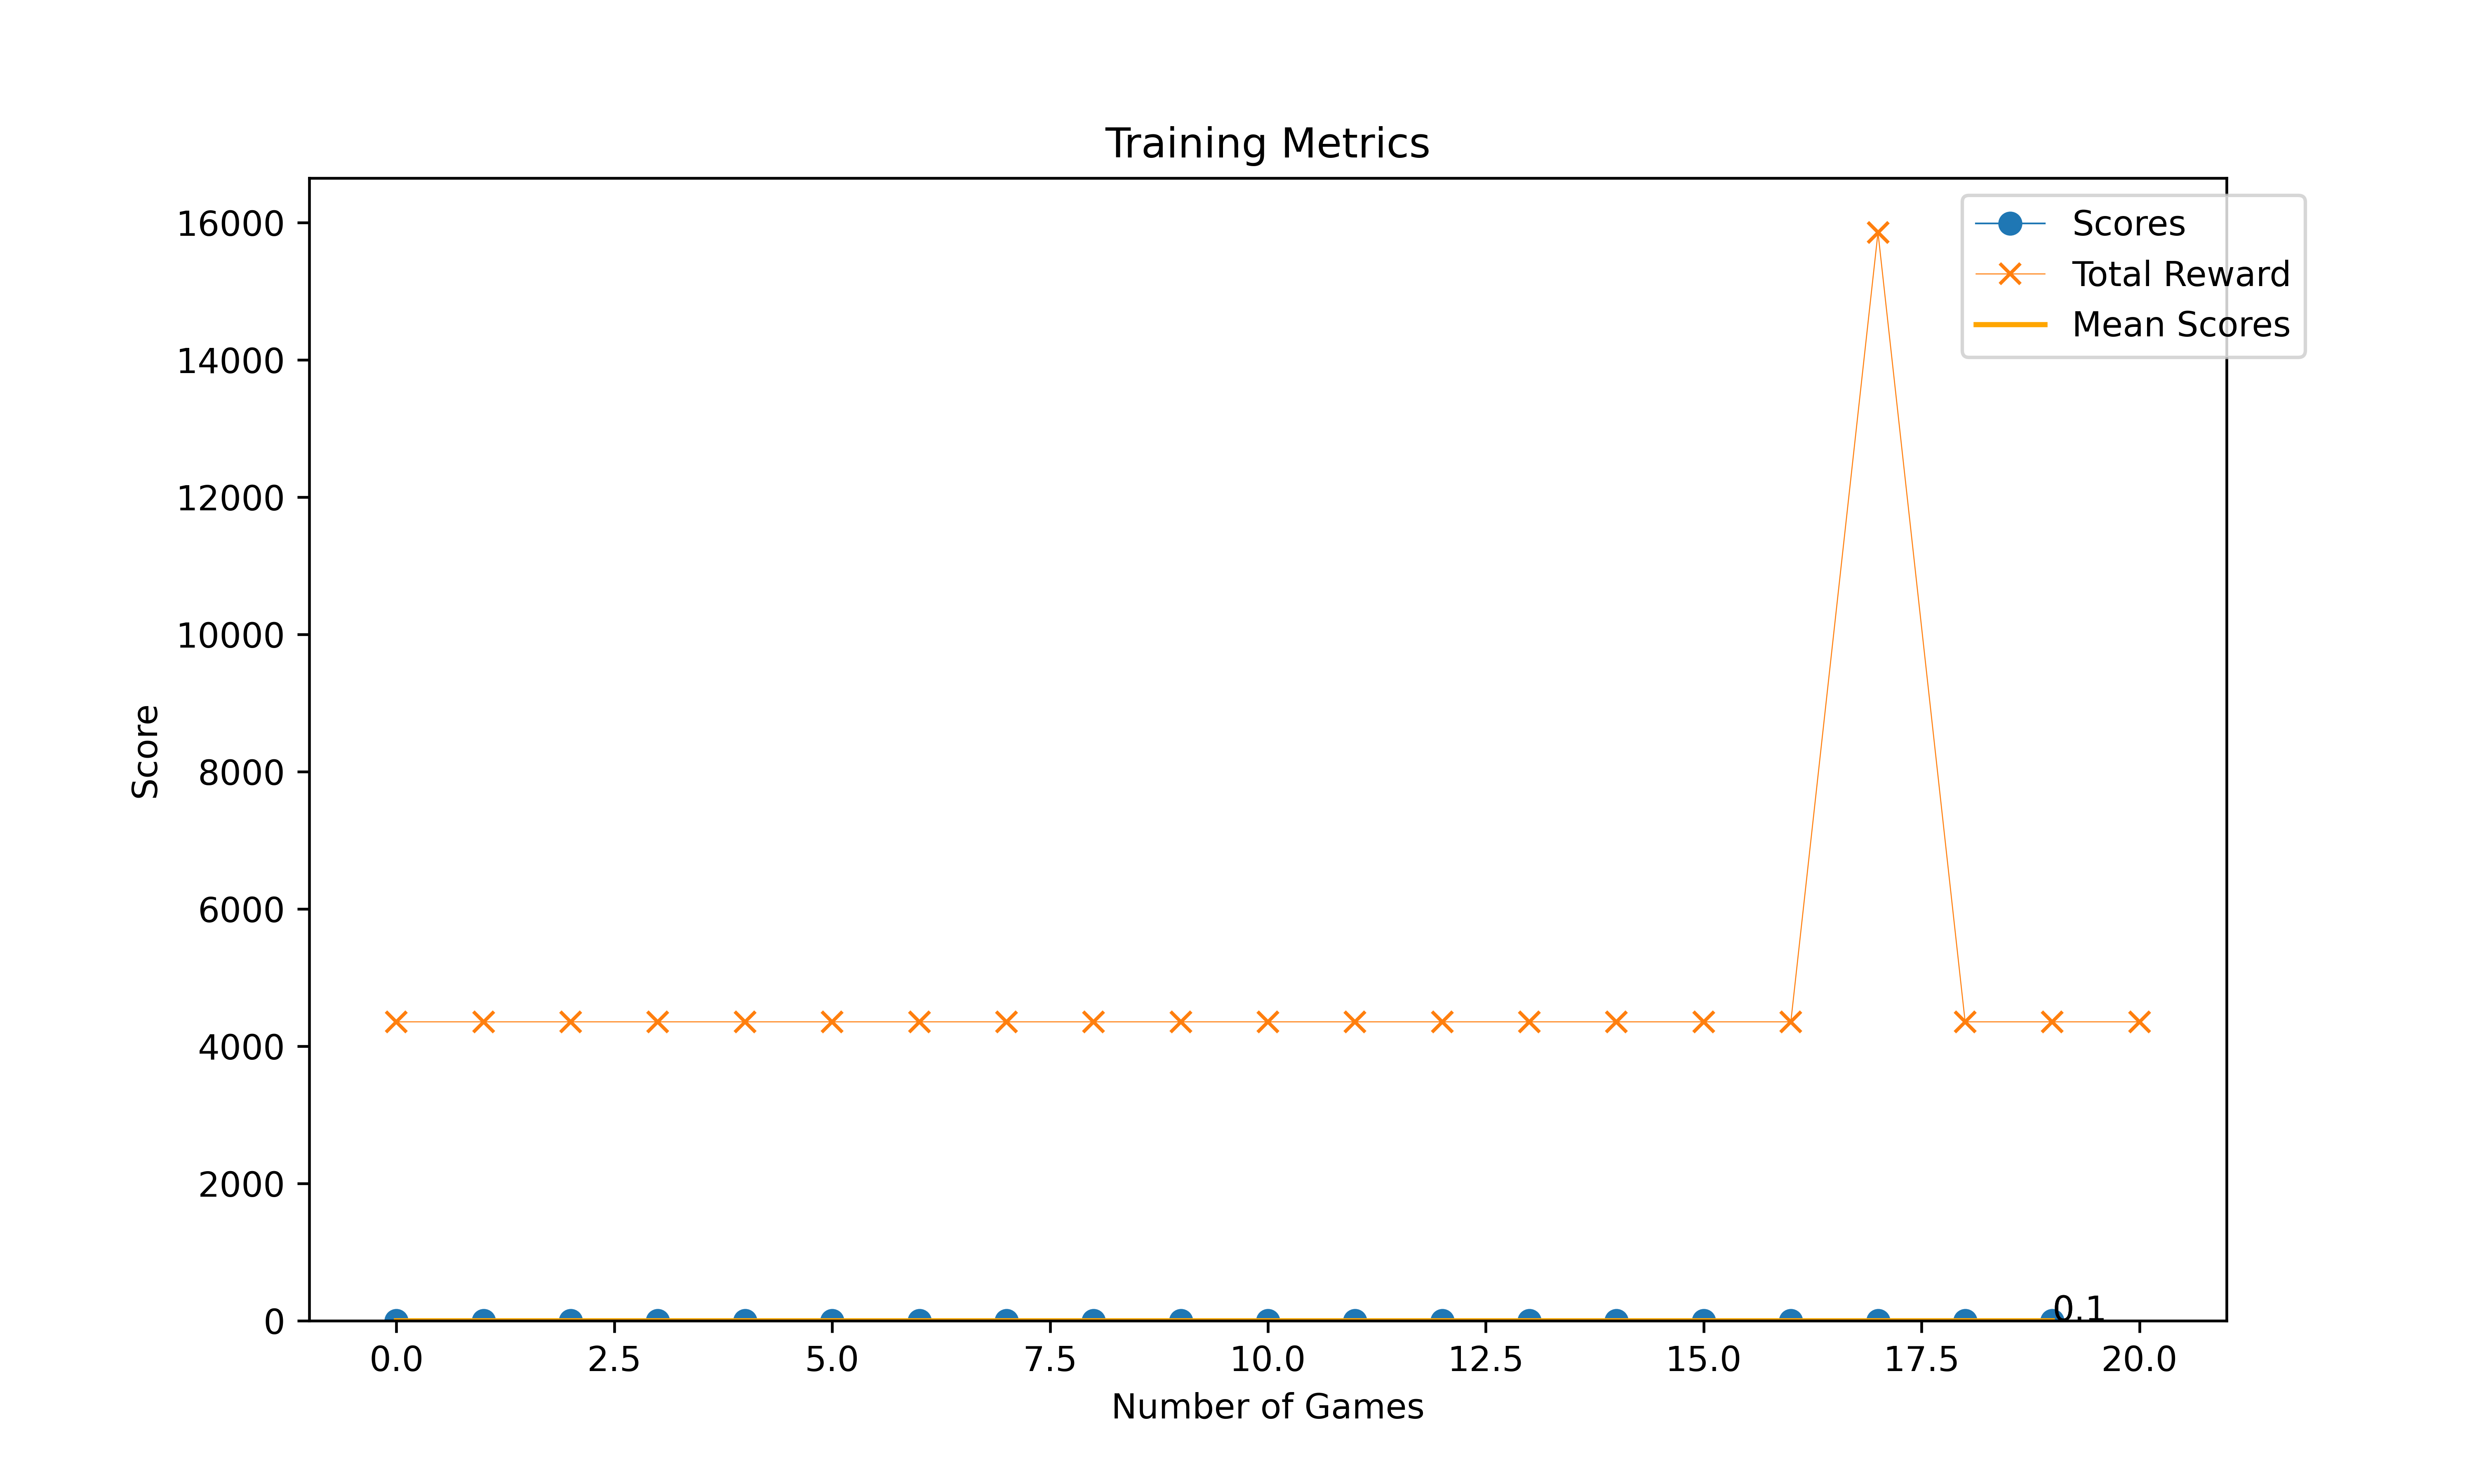 Training Metrics
Scores
Total Reward
Mean Scores
16000
14000
12000
10000
8000
6000
4000
2000
0
Score
0.1
0.0 2.5 5.0 7.5 10.0 12.5 15.0 17.5 20.0
Number of Games